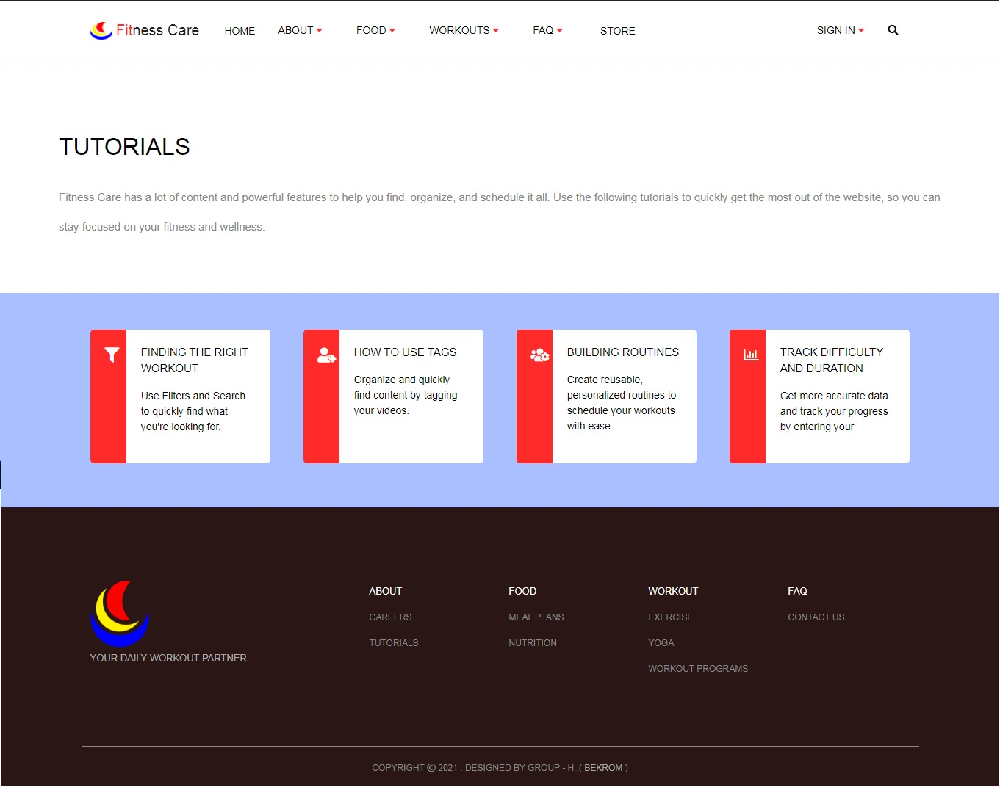 Fitness Care
HOME
ABOUT
FOOD
WORKOUTS
FAQ
STORE
SIGN IN
TUTORIALS
Fitness Care has a lot of content and powerful features to help you find, organize, and schedule it all. Use the following tutorials to quickly get the most out of the website, so you can
stay focused on your fitness and wellness.
FINDING THE RIGHT
WORKOUT
Use Filters and Search
to quickly find what
you're looking for.
HOW TO USE TAGS
Organize and quickly
find content by tagging
your videos.
BUILDING ROUTINES
Create reusable,
personalized routines to
schedule your workouts
with ease.
TRACK DIFFICULTY
AND DURATION
Get more accurate data
and track your progress
by entering your
YOUR DAILY WORKOUT PARTNER.
ABOUT
CAREERS
TUTORIALS
FOOD
MEAL PLANS
NUTRITION
WORKOUT
EXERCISE
YOGA
WORKOUT PROGRAMS
FAQ
CONTACT US
COPYRIGHT © 2021 . DESIGNED BY GROUP - H .( BEKROM )